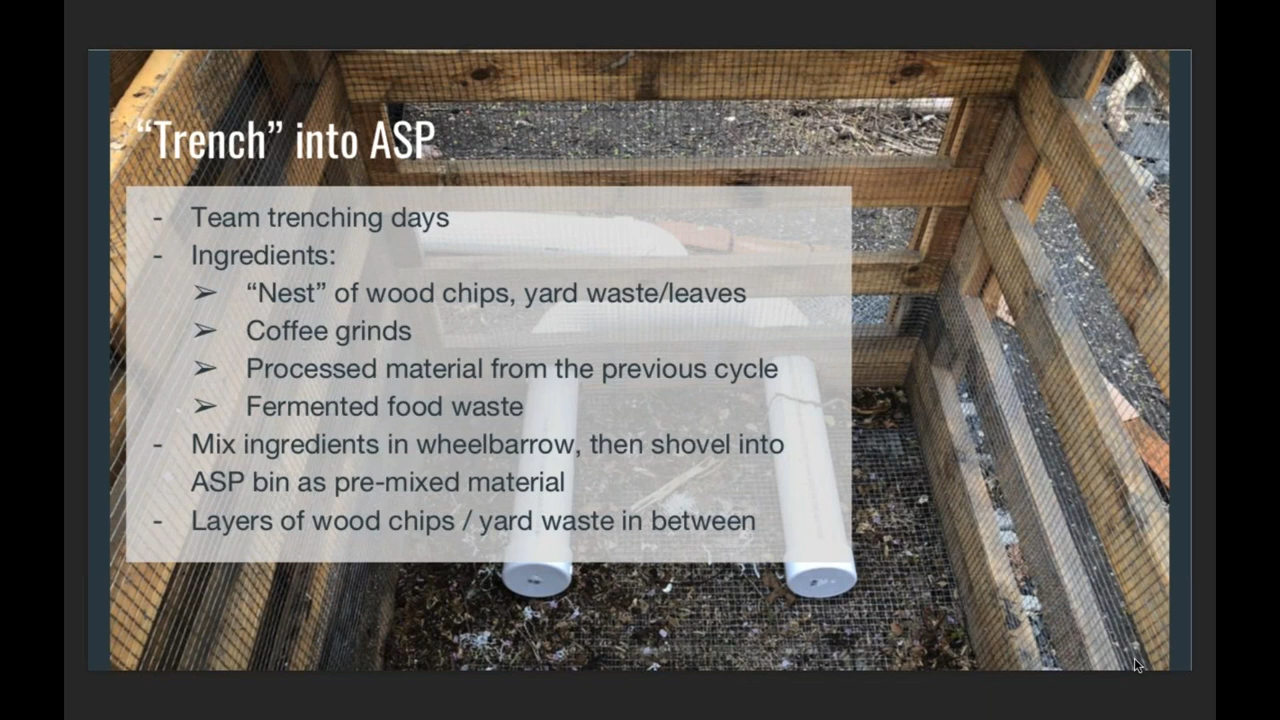 “Trench” into ASP
- Team trenching days
- Ingredients:
➢ “Nest” of wood chips, yard waste/leaves
➢ Coffee grinds
➢ Processed material from the previous cycle
➢ Fermented food waste
- Mix ingredients in wheelbarrow, then shovel into
ASP bin as pre-mixed material
- Layers of wood chips / yard waste in between